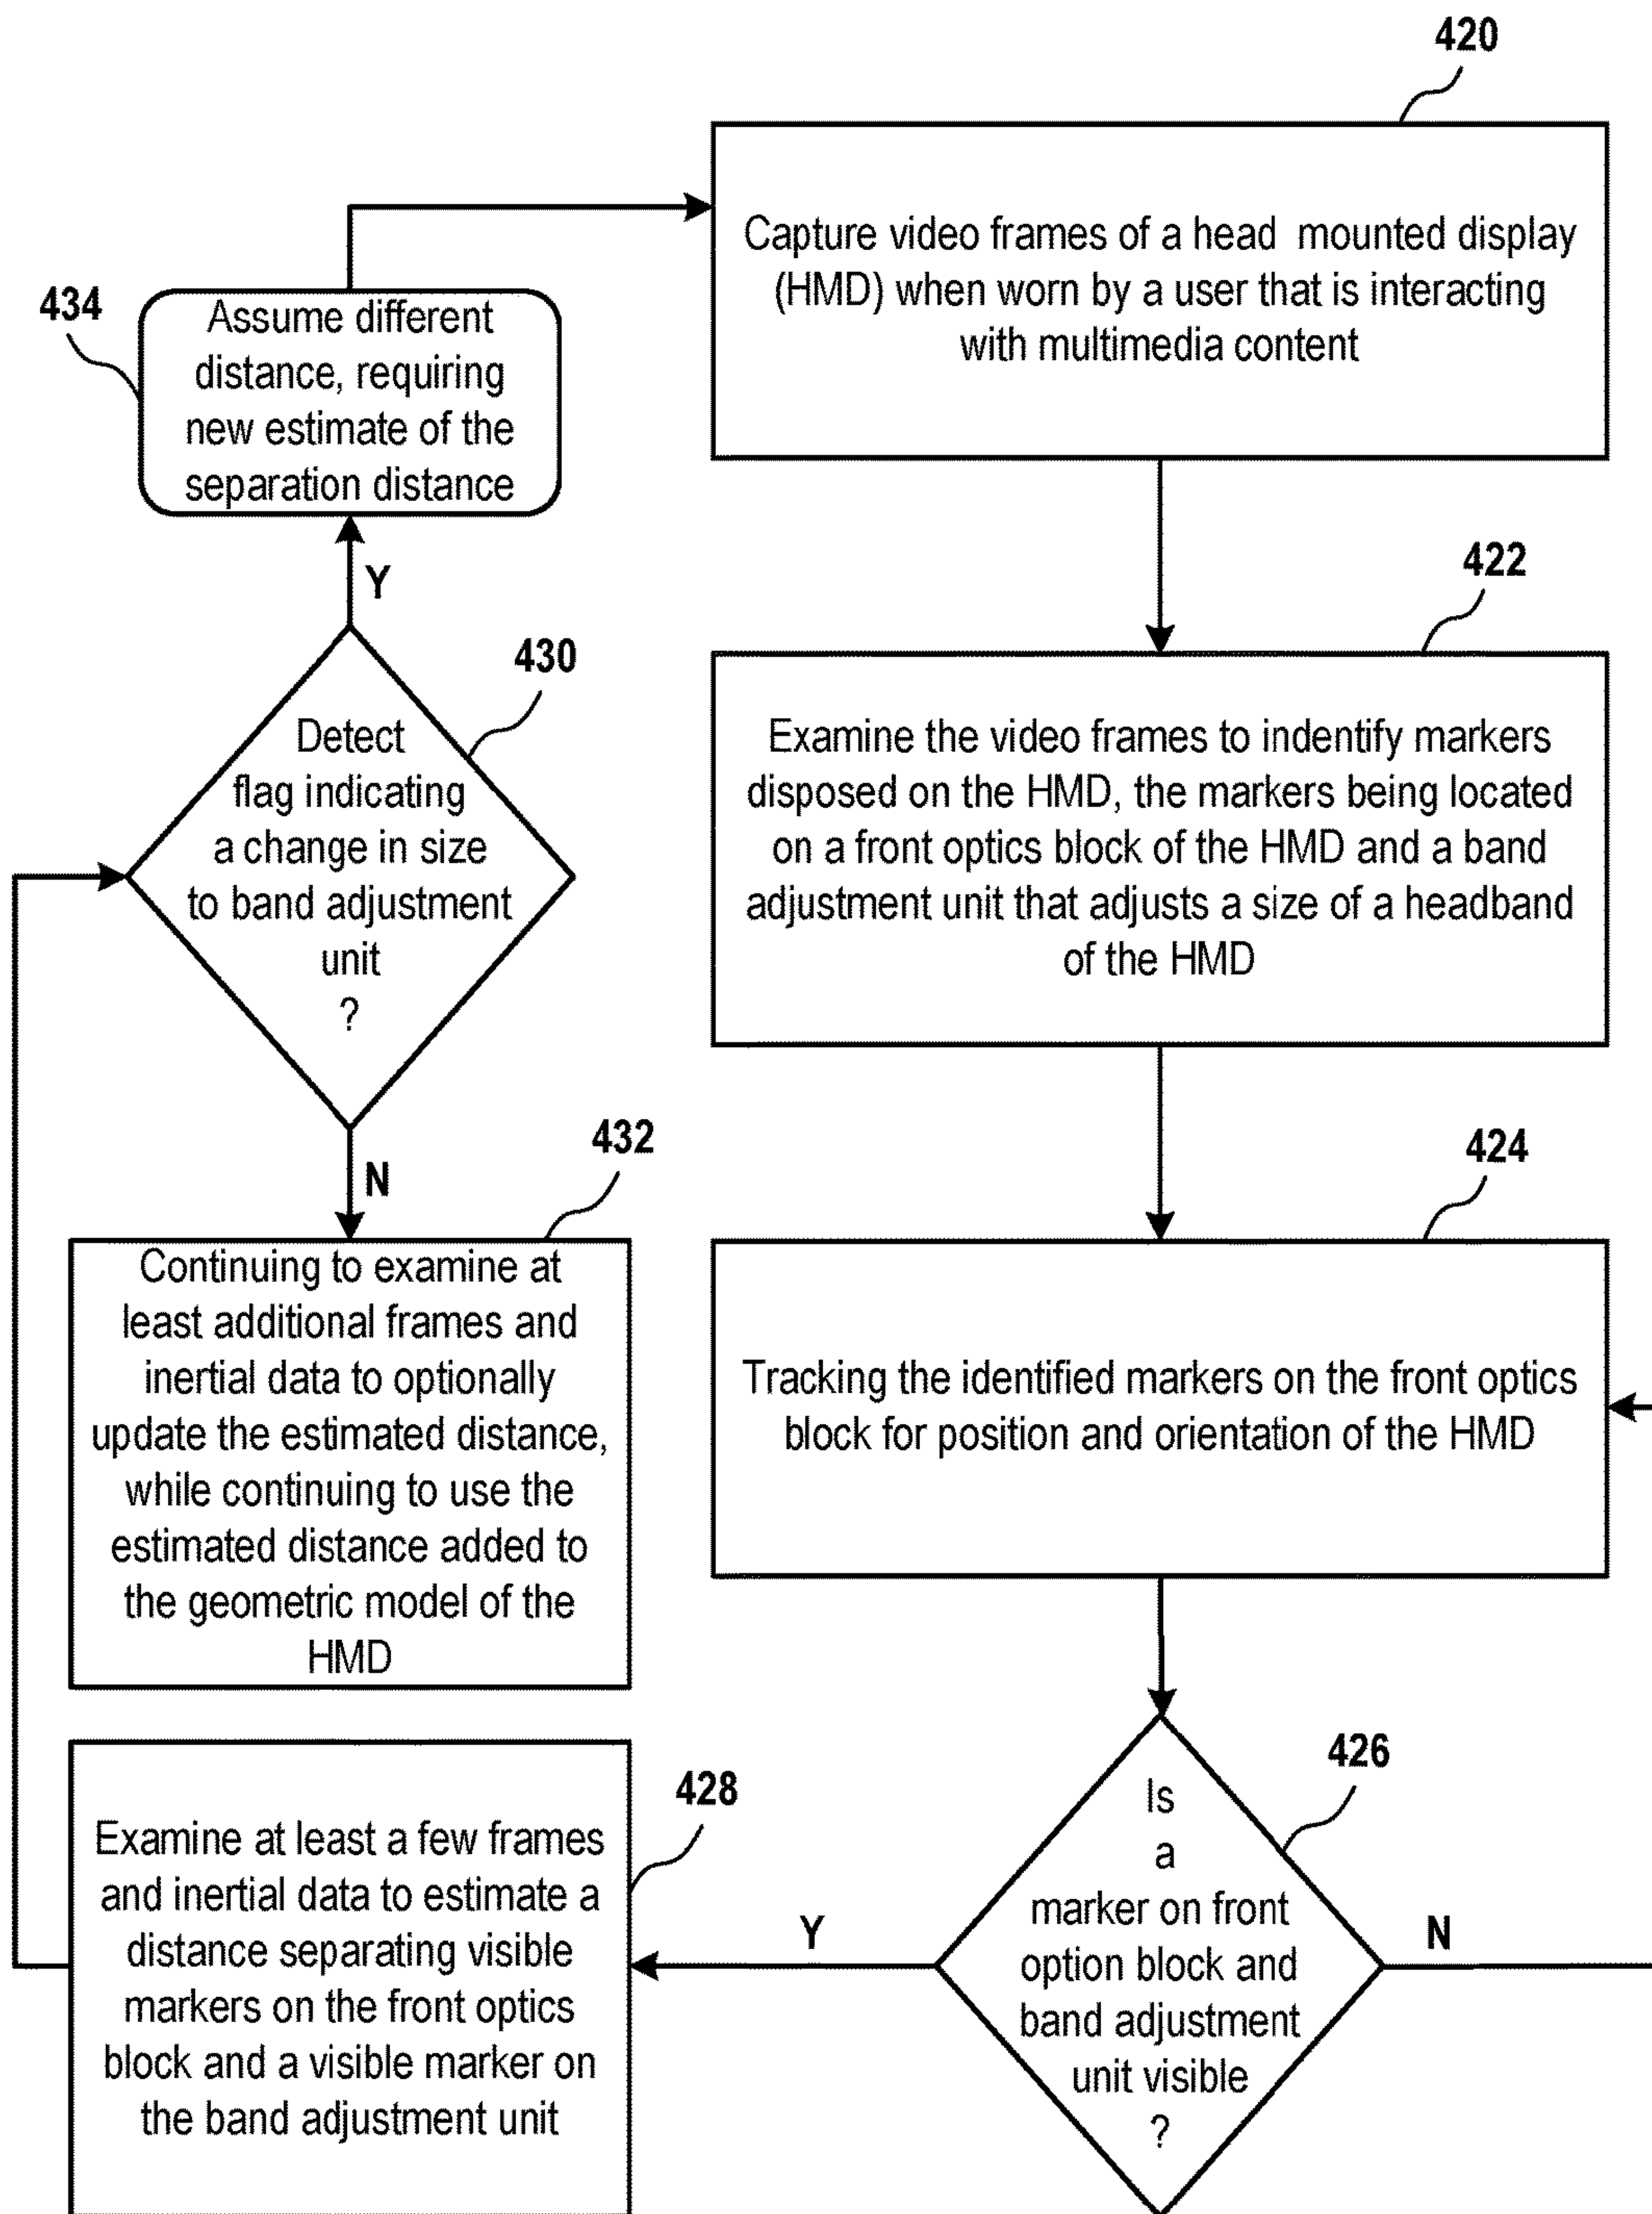 420
Capture video frames of a head mounted display
(HMD) when worn by a user that is interacting
with multimedia content
434
Assume different
distance, requiring
new estimate of the
separation distance
422
Examine the video frames to indentify markers
disposed on the HMD, the markers being located
on a front optics block of the HMD and a band
adjustment unit that adjusts a size of a headband
of the HMD
Y
430
Detect
flag indicating
a change in size
to band adjustment
unit
?
N
432
Continuing to examine at
least additional frames and
inertial data to optionally
update the estimated distance,
while continuing to use the
estimated distance added to
the geometric model of the
HMD
424
Tracking the identified markers on the front optics
block for position and orientation of the HMD
426
Is
a
marker on front
option block and
band adjustment
unit visible
?
Y
N
428
Examine at least a few frames
and inertial data to estimate a
distance separating visible
markers on the front optics
block and a visible marker on
the band adjustment unit